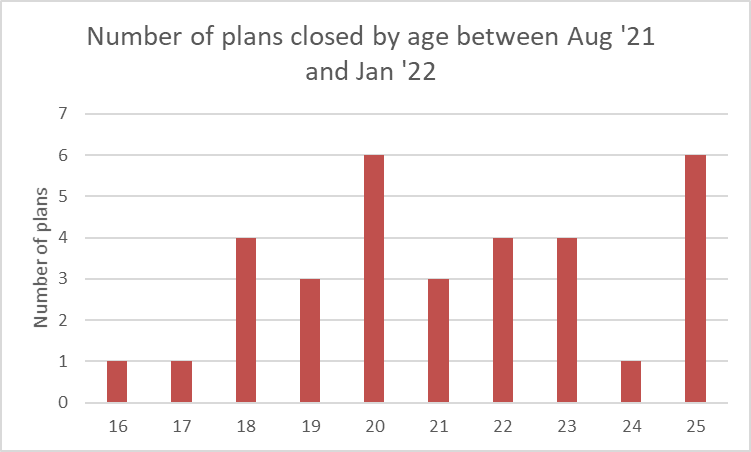 Number of plans closed by age between Aug '21
and Jan '22
7
6
5
4
3
2
1
0
Number of plans
16 17 18 19 20 21 22 23 24 25